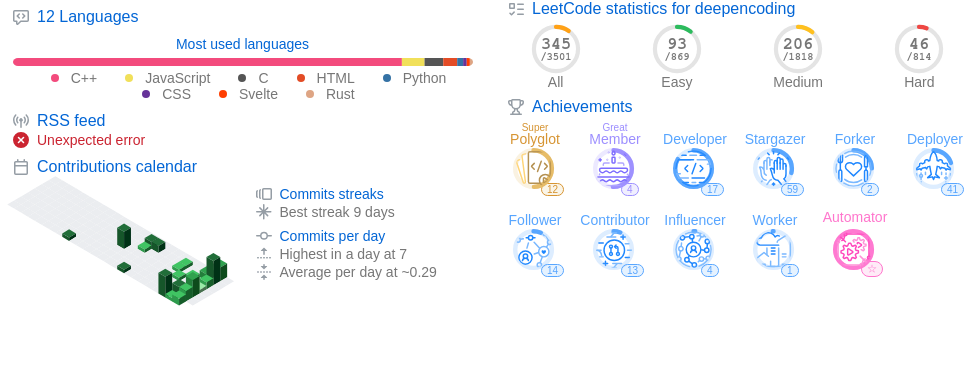 12 Languages
Most used languages
C++ JavaScript C HTML Python
CSS Svelte Rust
RSS feed
Unexpected error
Contributions calendar
Commits streaks
Best streak 9 days
Commits per day
Highest in a day at 7
Average per day at ~0.29
LeetCode statistics for deepencoding
345 93 206 46
/3501 /869 /1818 /814
All Easy Medium Hard
Achievements
Super Great
Polyglot Member Developer Stargazer Forker Deployer
12 4 17 59 2 41
Follower Contributor Influencer Worker Automator
14 13 4 1